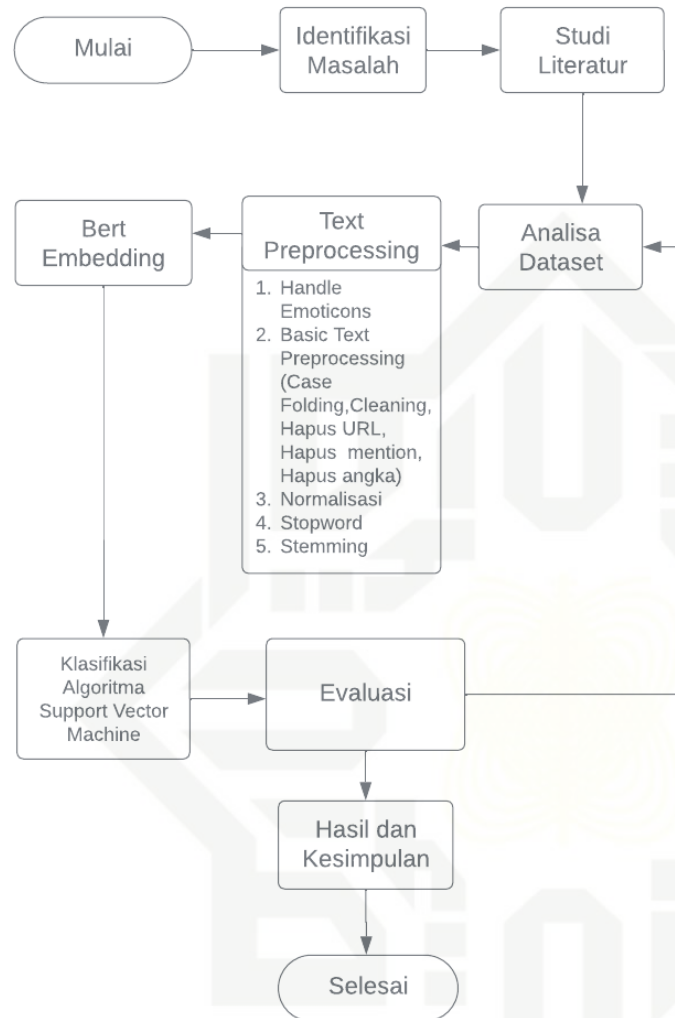 Mulai
Identifikasi
Masalah
Studi
Literatur
Analisa
Dataset
Text
Preprocessing
1. Handle
Emoticons
2. Basic Text
Preprocessing
(Case
Folding,Cleaning,
Hapus URL,
Hapus mention,
Hapus angka)
3. Normalisasi
4. Stopword
5. Stemming
Bert
Embedding
Klasifikasi
Algoritma
Support Vector
Machine
Evaluasi
Hasil dan
Kesimpulan
Selesai